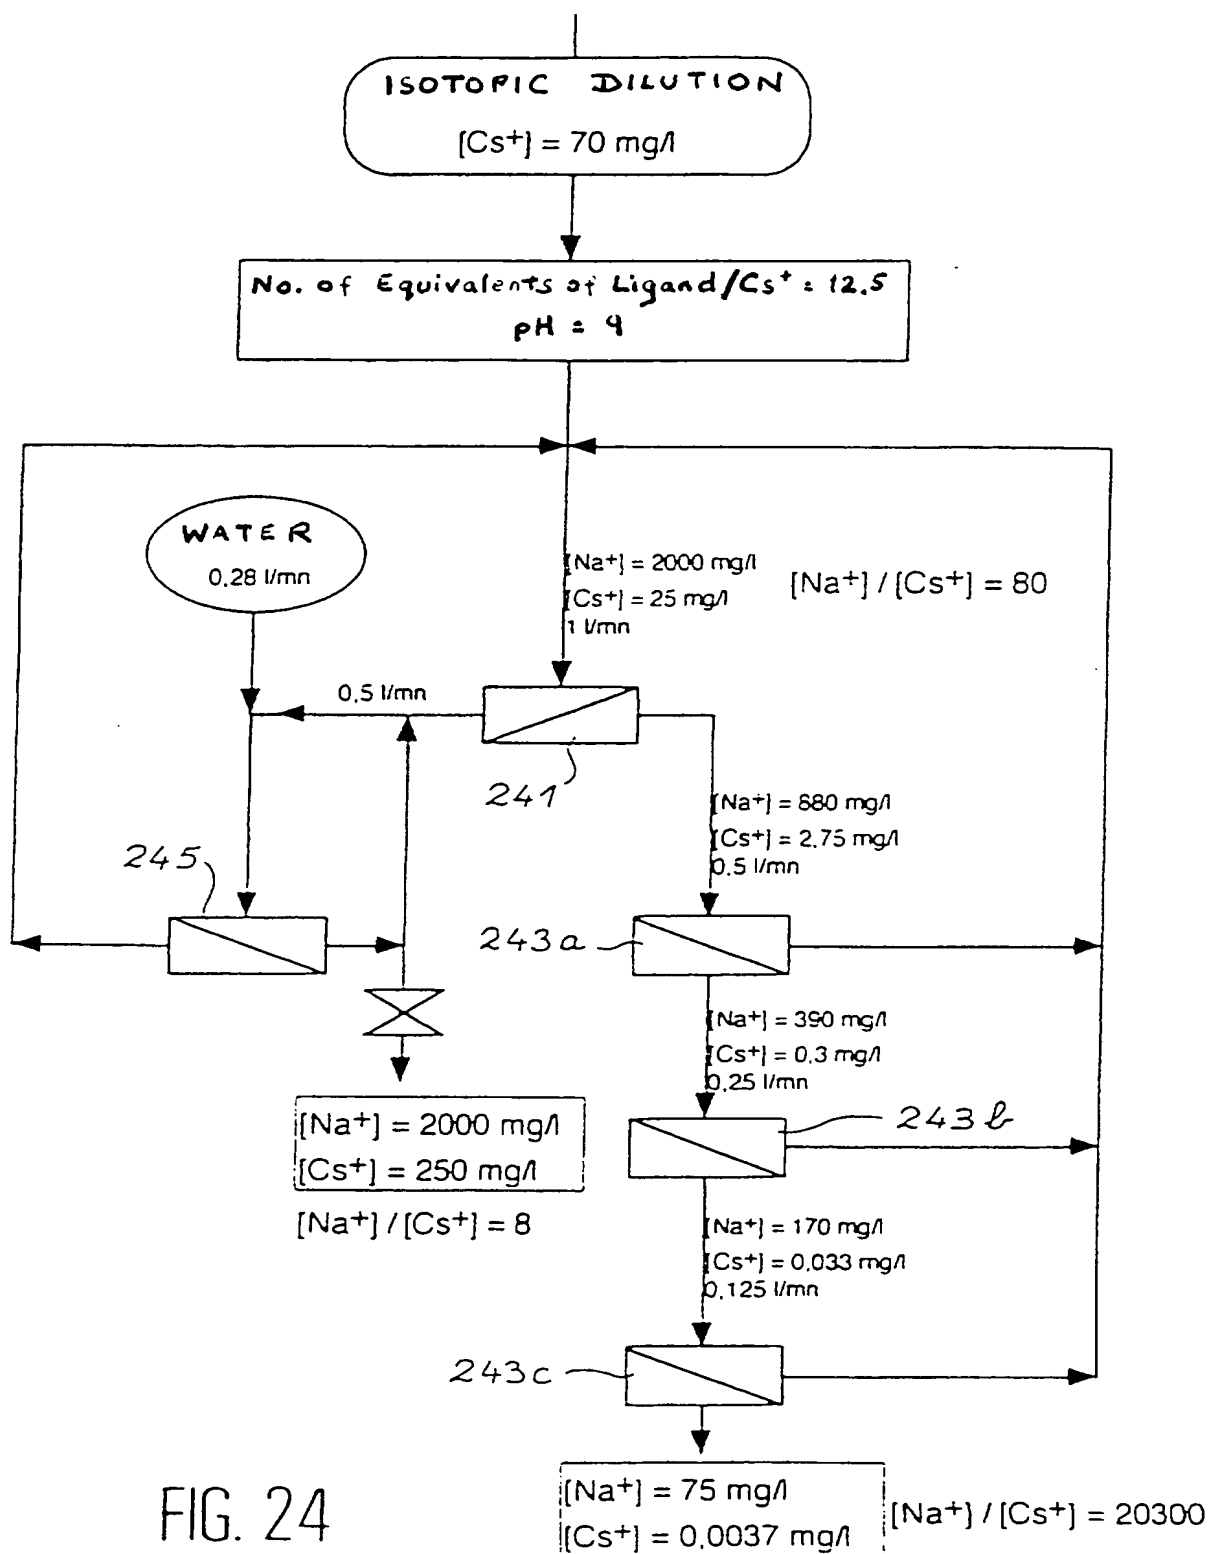 ISOTOPIC DILUTION
[Cs+] = 70 mg/l
No. of Equivalents of Ligand/Cs+ = 12.5
pH = 9
WATER
0,28 l/mn
[Na+] = 2000 mg/l
[Cs+] = 25 mg/l
1 l/mn
[Na+] / [Cs+] = 80
0,5 l/mn
241
[Na+] = 880 mg/l
[Cs+] = 2,75 mg/l
0,5 l/mn
245
243a
[Na+] = 390 mg/l
[Cs+] = 0,3 mg/l
0,25 l/mn
243b
[Na+] = 2000 mg/l
[Cs+] = 250 mg/l
[Na+] / [Cs+] = 8
[Na+] = 170 mg/l
[Cs+] = 0,033 mg/l
0,125 l/mn
243c
[Na+] = 75 mg/l
[Cs+] = 0,0037 mg/l
[Na+] / [Cs+] = 20300
FIG. 24